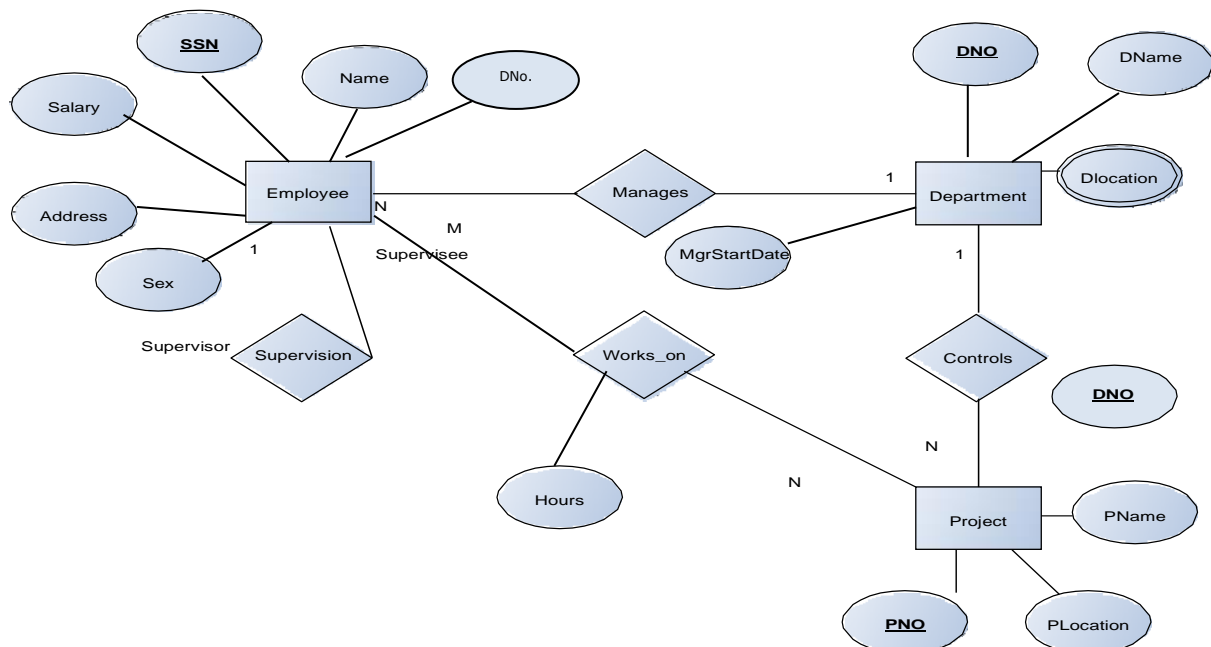 SSN
DNO
DName
Name
DNo.
Salary
Employee
Manages
1
Department
Dlocation
N
Address
M
1
Supervisee
MgrStartDate
1
Sex
Supervisor
Supervision
Works_on
Controls
DNO
N
N
Hours
Project
PName
PNO
PLocation